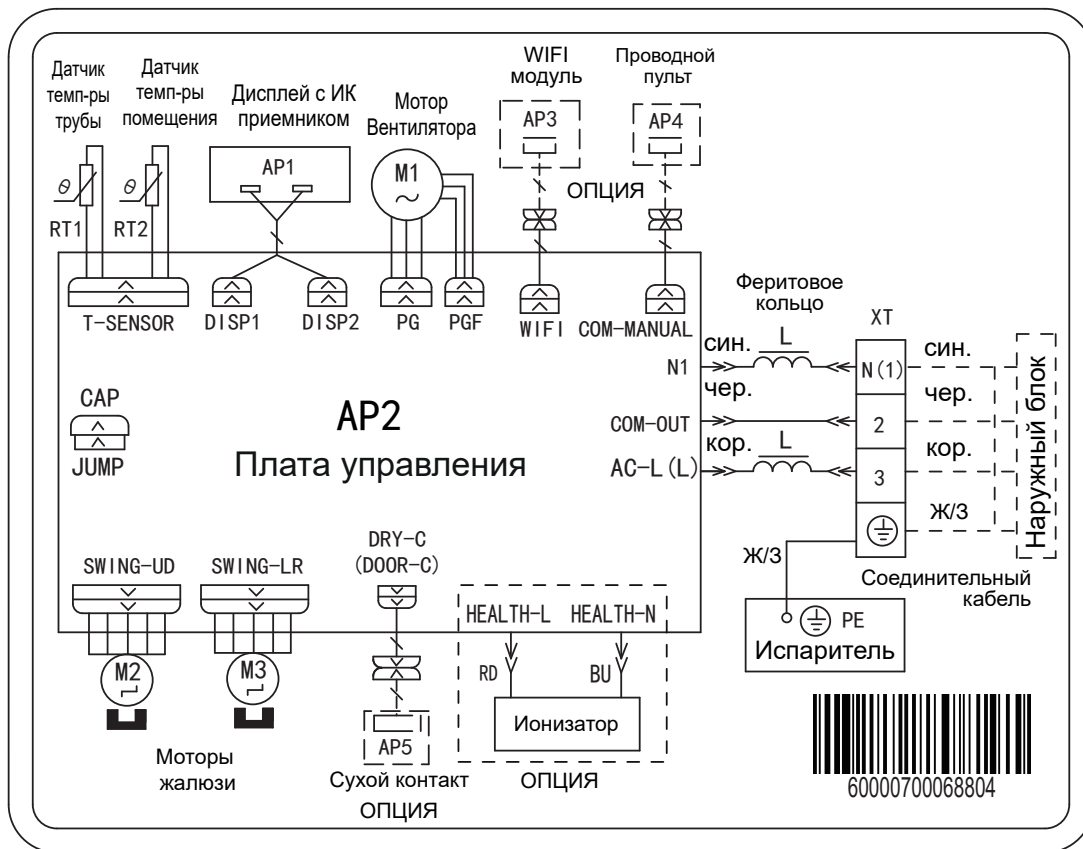 Датчик
темп-ры
трубы
Датчик
темп-ры
помещения
Дисплей с ИК
приемником
Мотор
Вентилятора
WIFI
модуль
Проводной
пульт
AP1
M1
AP3
AP4
ОПЦИЯ
θ
θ
RT1
RT2
T-SENSOR
DISP1
DISP2
PG
PGF
WIFI
COM-MANUAL
Феритовое
кольцо
XT
син.
L
N1
N(1)
син.
чер.
чер.
COM-OUT
2
кор.
L
кор.
AC-L(L)
3
Ж/З
Наружный блок
CAP
JUMP
AP2
Плата управления
Ж/З
Соединительный
кабель
PE
Испаритель
SWING-UD
SWING-LR
DRY-C
(DOOR-C)
HEALTH-L
HEALTH-N
RD
BU
M2
M3
Ионизатор
AP5
Моторы
жалюзи
Сухой контакт
ОПЦИЯ
ОПЦИЯ
60000700068804